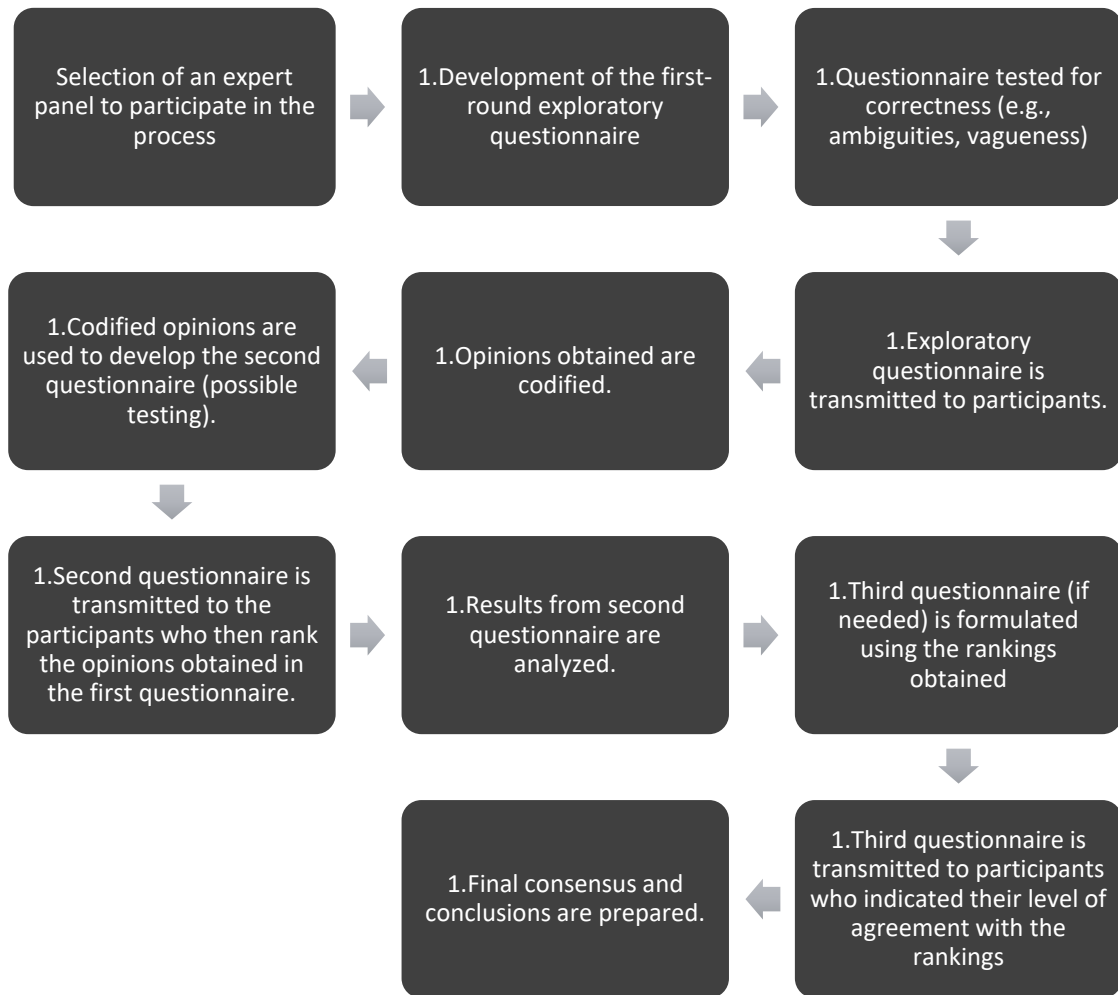 Selection of an expert
panel to participate in the
process
1.Development of the first-
round exploratory
questionnaire
1.Questionnaire tested for
correctness (e.g.,
ambiguities, vagueness)
1.Exploratory
questionnaire is
transmitted to participants.
1.Opinions obtained are
codified.
1.Codified opinions are
used to develop the second
questionnaire (possible
testing).
1.Second questionnaire is
transmitted to the
participants who then rank
the opinions obtained in
the first questionnaire.
1.Results from second
questionnaire are
analyzed.
1.Third questionnaire (if
needed) is formulated
using the rankings
obtained
1.Third questionnaire is
transmitted to participants
who indicated their level of
agreement with the
rankings
1.Final consensus and
conclusions are prepared.